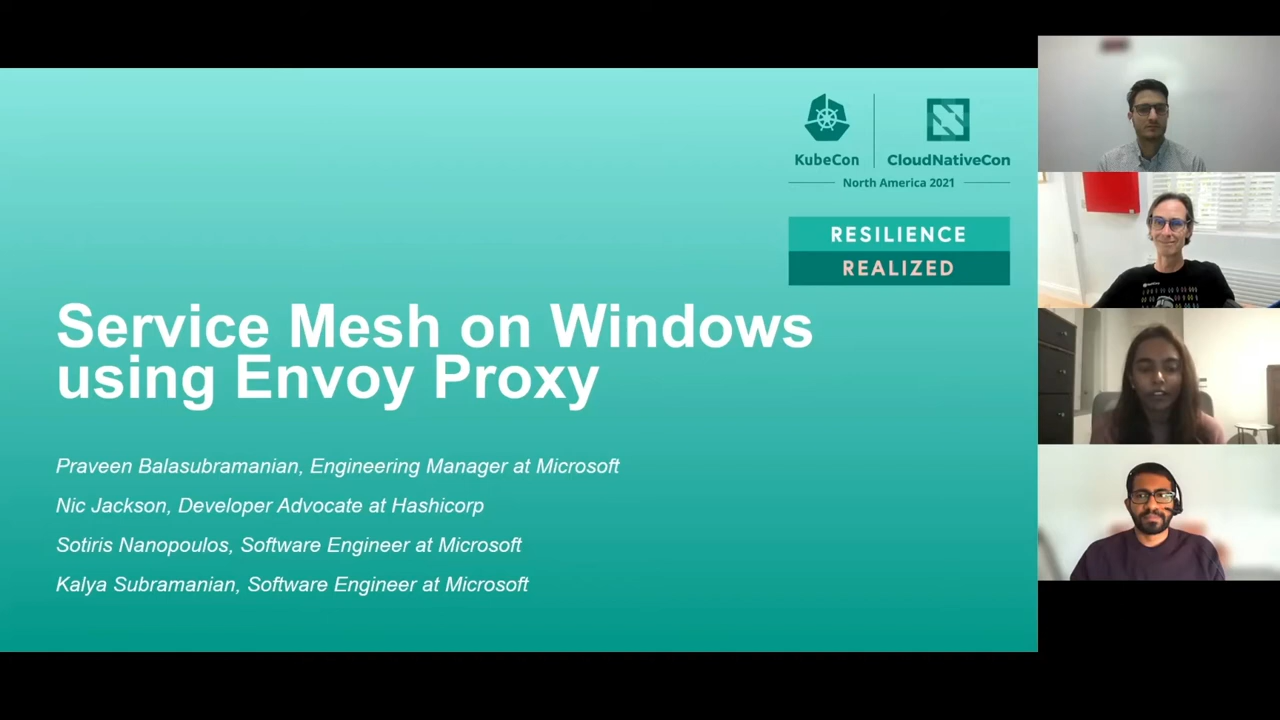 KubeCon
CloudNativeCon
North America 2021
RESILIENCE
REALIZED
Service Mesh on Windows
using Envoy Proxy
Praveen Balasubramanian, Engineering Manager at Microsoft
Nic Jackson, Developer Advocate at Hashicorp
Sotiris Nanopoulos, Software Engineer at Microsoft
Kalya Subramanian, Software Engineer at Microsoft